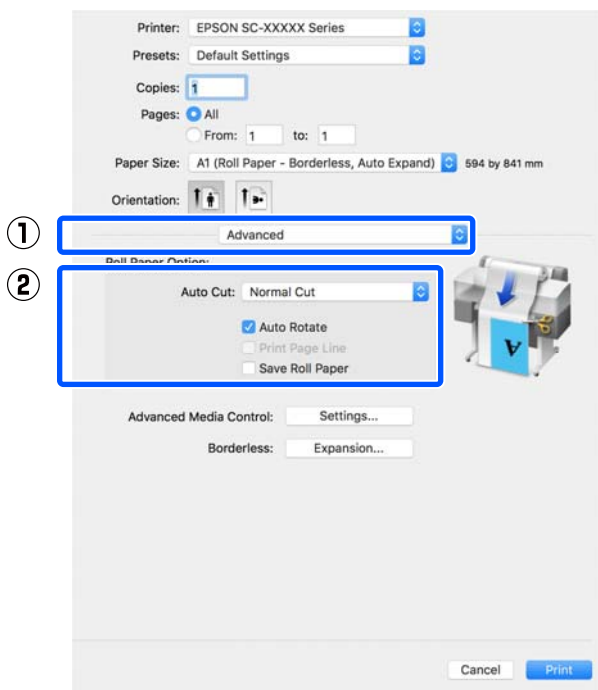 Printer: EPSON SC-XXXXX Series
Presets: Default Settings
Copies: 1
Pages: All
From: 1 to: 1
Paper Size: A1 (Roll Paper - Borderless, Auto Expand) 594 by 841 mm
Orientation:
① Advanced
Roll Paper Option:
②
Auto Cut: Normal Cut
Auto Rotate
Print Page Line
Save Roll Paper
A
Advanced Media Control: Settings...
Borderless: Expansion...
Cancel Print